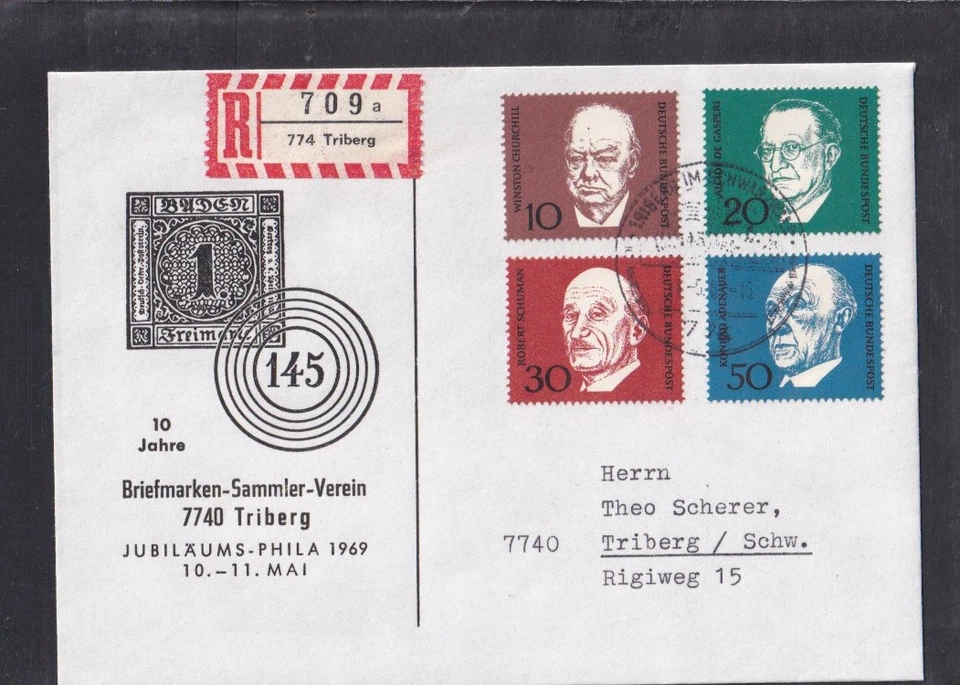 R
709a
774 Triberg
BADEN
1
Freimarke
145
10
Jahre
Briefmarken-Sammler-Verein
7740 Triberg
JUBILÄUMS-PHILA 1969
10.–11. MAI
WINSTON CHURCHILL
10
DEUTSCHE BUNDESPOST
ALCIDE DE GASPERI
20
DEUTSCHE BUNDESPOST
ROBERT SCHUMAN
30
DEUTSCHE BUNDESPOST
KONRAD ADENAUER
50
DEUTSCHE BUNDESPOST
Herrn
Theo Scherer,
7740 Triberg / Schw.
Rigiweg 15